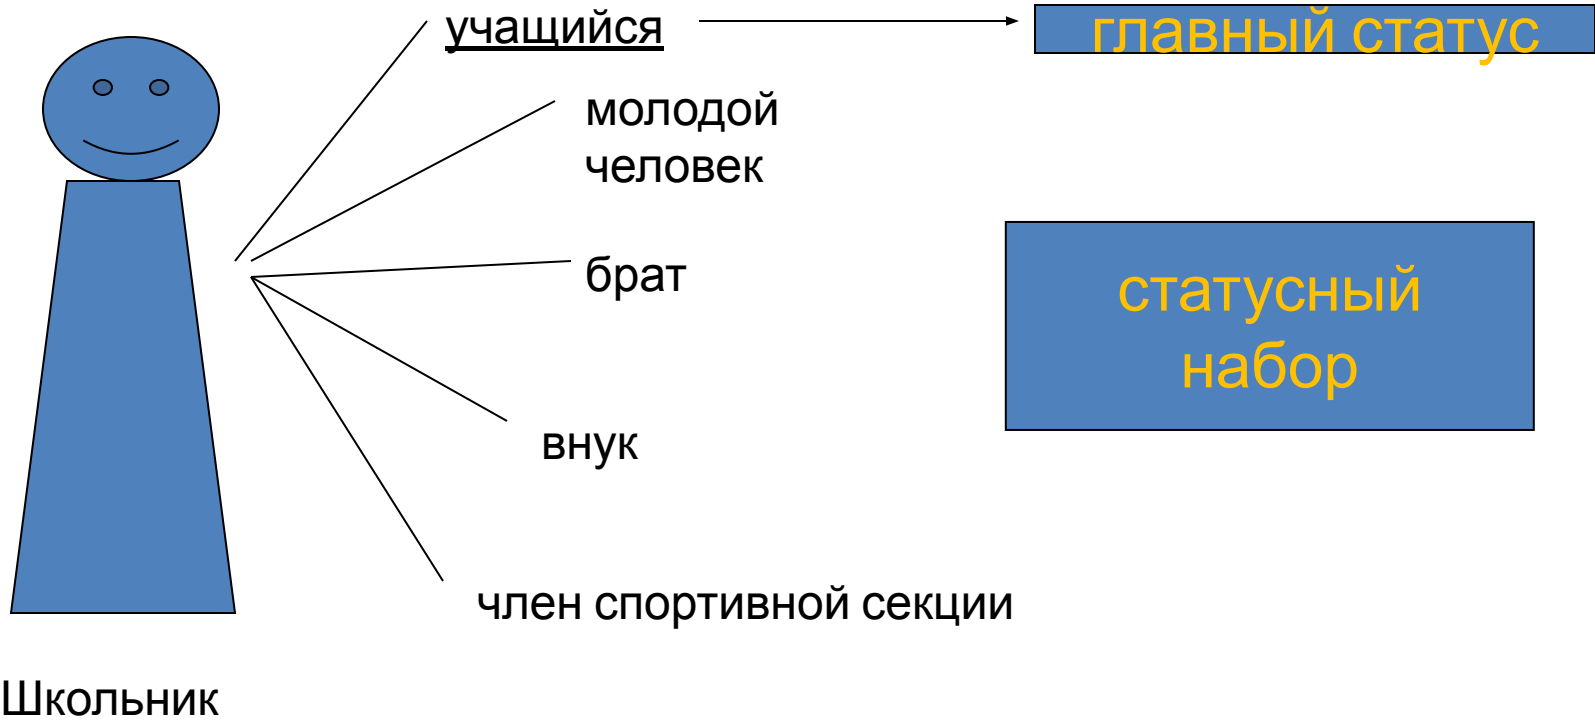 учащийся
главный статус
молодой
человек
брат
статусный
набор
внук
член спортивной секции
Школьник